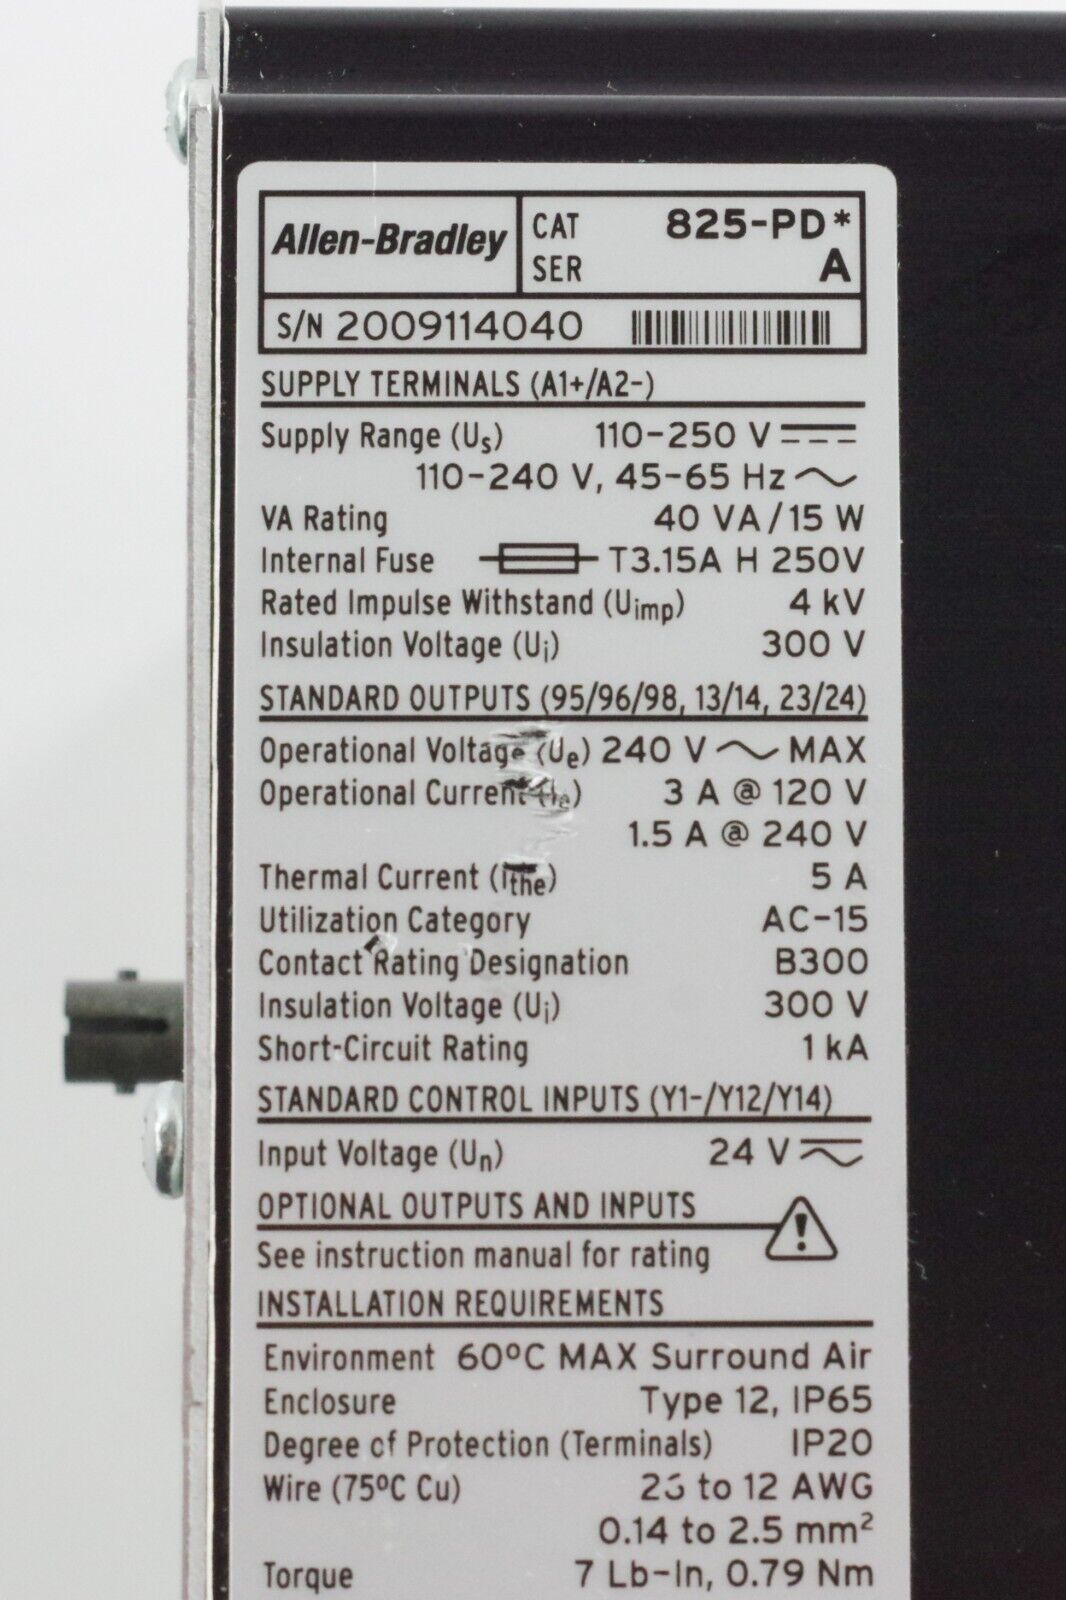 Allen-Bradley CAT 825-PD*
SER A
S/N 2009114040
SUPPLY TERMINALS (A1+/A2-)
Supply Range (Us) 110-250 V
110-240 V, 45-65 Hz
VA Rating 40 VA/15 W
Internal Fuse T3.15A H 250V
Rated Impulse Withstand (Uimp) 4 kV
Insulation Voltage (Ui) 300 V
STANDARD OUTPUTS (95/96/98, 13/14, 23/24)
Operational Voltage (Ue) 240 V MAX
Operational Current (Ie) 3 A @ 120 V
1.5 A @ 240 V
Thermal Current (Ithe) 5 A
Utilization Category AC-15
Contact Rating Designation B300
Insulation Voltage (Ui) 300 V
Short-Circuit Rating 1 kA
STANDARD CONTROL INPUTS (Y1-/Y12/Y14)
Input Voltage (Un) 24 V
OPTIONAL OUTPUTS AND INPUTS
See instruction manual for rating
INSTALLATION REQUIREMENTS
Environment 60ºC MAX Surround Air
Enclosure Type 12, IP65
Degree of Protection (Terminals) IP20
Wire (75ºC Cu) to 12 AWG
0.14 to 2.5 mm²
Torque 7 Lb-In, 0.79 Nm